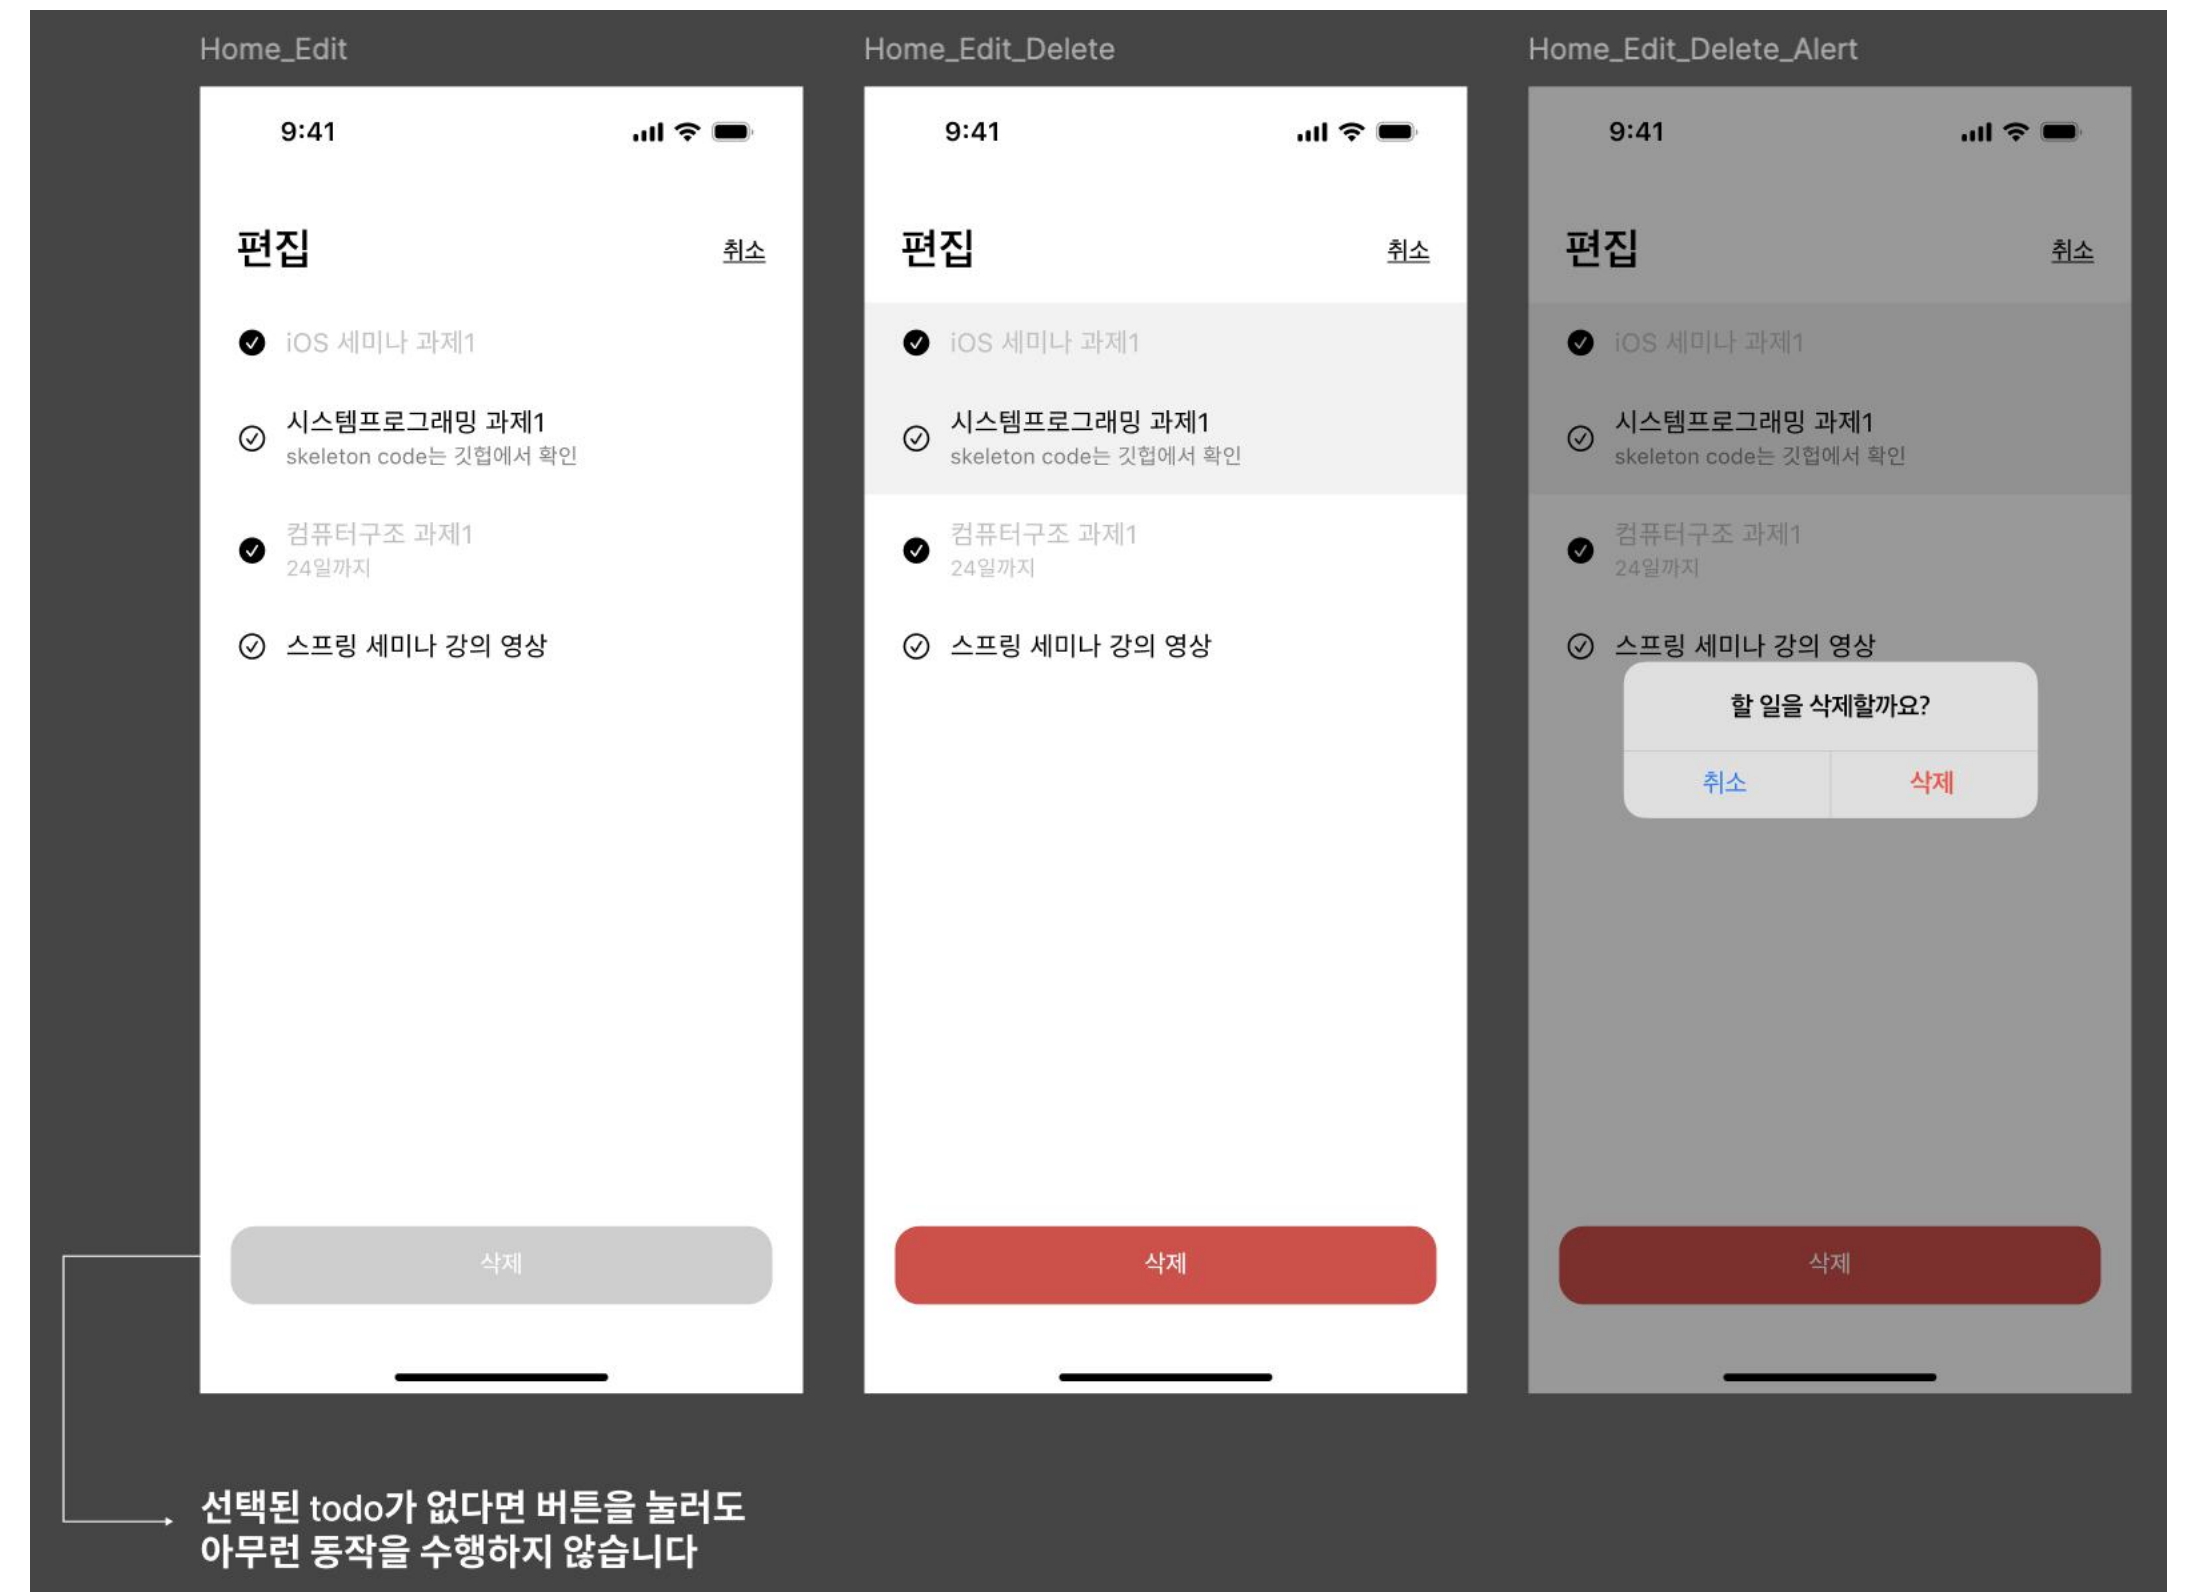 Home_Edit
9:41
편집
취소
iOS 세미나 과제1
시스템프로그래밍 과제1
skeleton code는 깃헙에서 확인
컴퓨터구조 과제1
24일까지
스프링 세미나 강의 영상
삭제
선택된 todo가 없다면 버튼을 눌러도
아무런 동작을 수행하지 않습니다
Home_Edit_Delete
9:41
편집
취소
iOS 세미나 과제1
시스템프로그래밍 과제1
skeleton code는 깃헙에서 확인
컴퓨터구조 과제1
24일까지
스프링 세미나 강의 영상
삭제
Home_Edit_Delete_Alert
9:41
편집
취소
iOS 세미나 과제1
시스템프로그래밍 과제1
skeleton code는 깃헙에서 확인
컴퓨터구조 과제1
24일까지
스프링 세미나 강의 영상
할 일을 삭제할까요?
취소
삭제
삭제